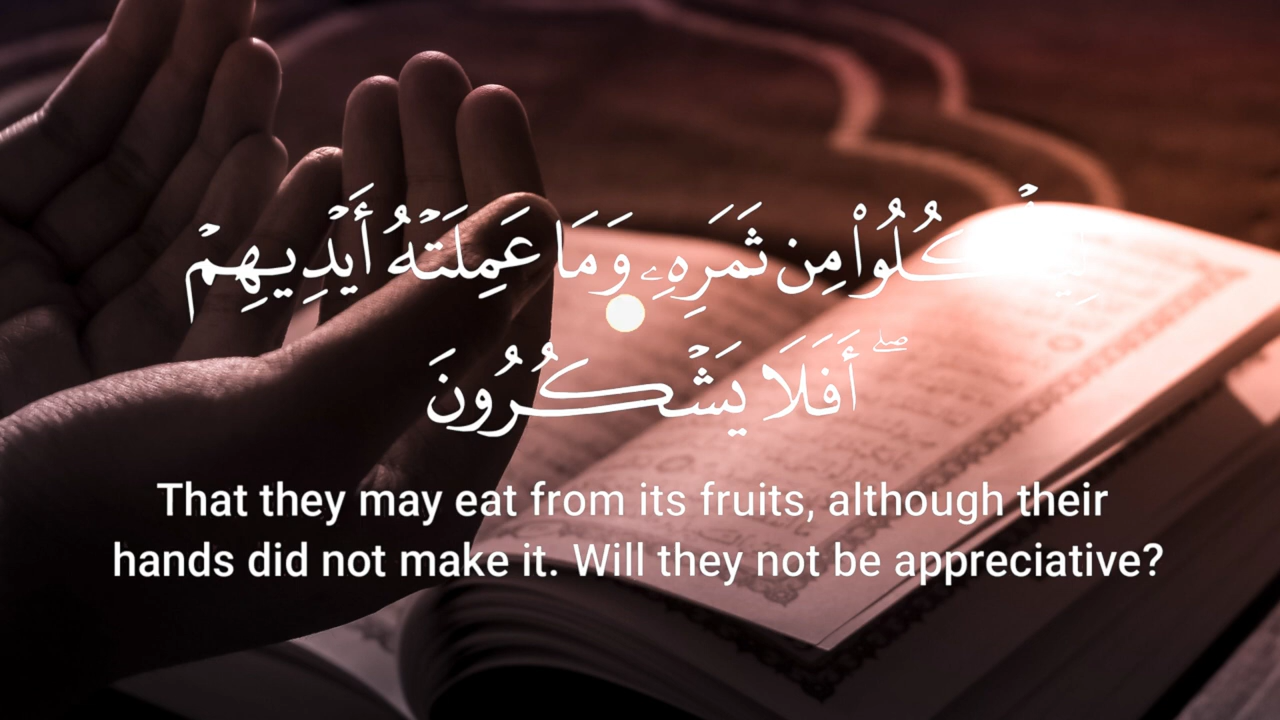 لِيَأْكُلُوا۟ مِن ثَمَرِهِۦ وَمَا عَمِلَتْهُ أَيْدِيهِمْ
ۖ أَفَلَا يَشْكُرُونَ
That they may eat from its fruits, although their
hands did not make it. Will they not be appreciative?